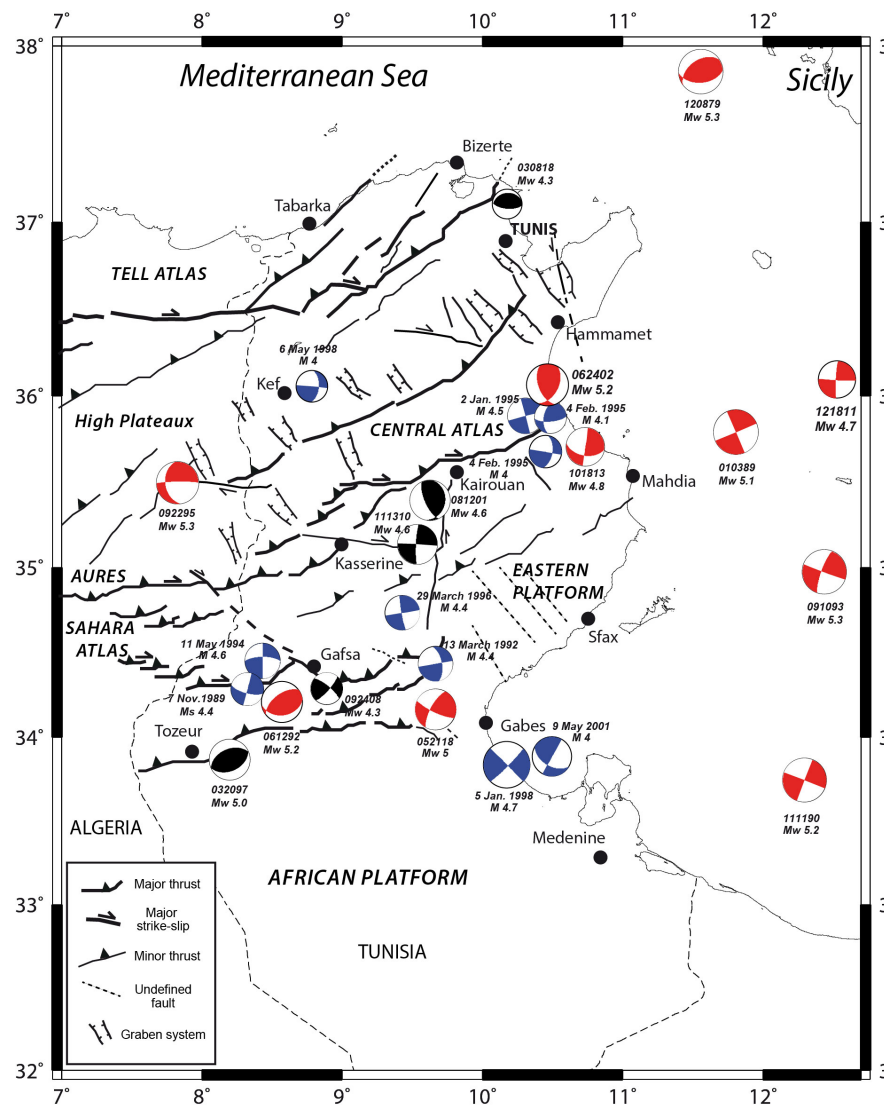 7° 8° 9° 10° 11° 12°
38°
Mediterranean Sea
Sicily
120879
Mw 5.3
Bizerte
030818
Mw 4.3
Tabarka
37°
TUNIS
TELL ATLAS
Hammamet
6 May 1998
M 4
062402
Mw 5.2
Kef
36°
2 Jan. 1995
M 4.5
4 Feb. 1995
M 4.1
121811
Mw 4.7
High Plateaux
CENTRAL ATLAS
010389
Mw 5.1
4 Feb. 1995
M 4
101813
Mw 4.8
Kairouan
Mahdia
092295
Mw 5.3
081201
Mw 4.6
111310
Mw 4.6
35°
Kasserine
AURES
EASTERN
PLATFORM
091093
Mw 5.3
29 March 1996
M 4.4
SAHARA
ATLAS
Sfax
11 May 1994
M 4.6
Gafsa
13 March 1992
M 4.4
7 Nov. 1989
Ms 4.4
092408
Mw 4.3
061292
Mw 5.2
052118
Mw 5
Gabes
9 May 2001
M 4
34°
Tozeur
032097
Mw 5.0
5 Jan. 1998
M 4.7
111190
Mw 5.2
ALGERIA
Medenine
AFRICAN PLATFORM
33°
TUNISIA
Major thrust
Major
strike-slip
Minor thrust
Undefined
fault
Graben system
32°
7° 8° 9° 10° 11° 12°